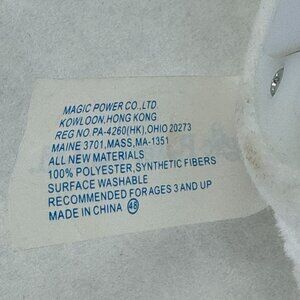 MAGIC POWER CO.,LTD.
KOWLOON,HONG KONG
REG NO.PA-4260(HK),OHIO 20273
MAINE 3701,MASS,MA-1351
ALL NEW MATERIALS
100% POLYESTER,SYNTHETIC FIBERS
SURFACE WASHABLE
RECOMMENDED FOR AGES 3 AND UP
MADE IN CHINA 48